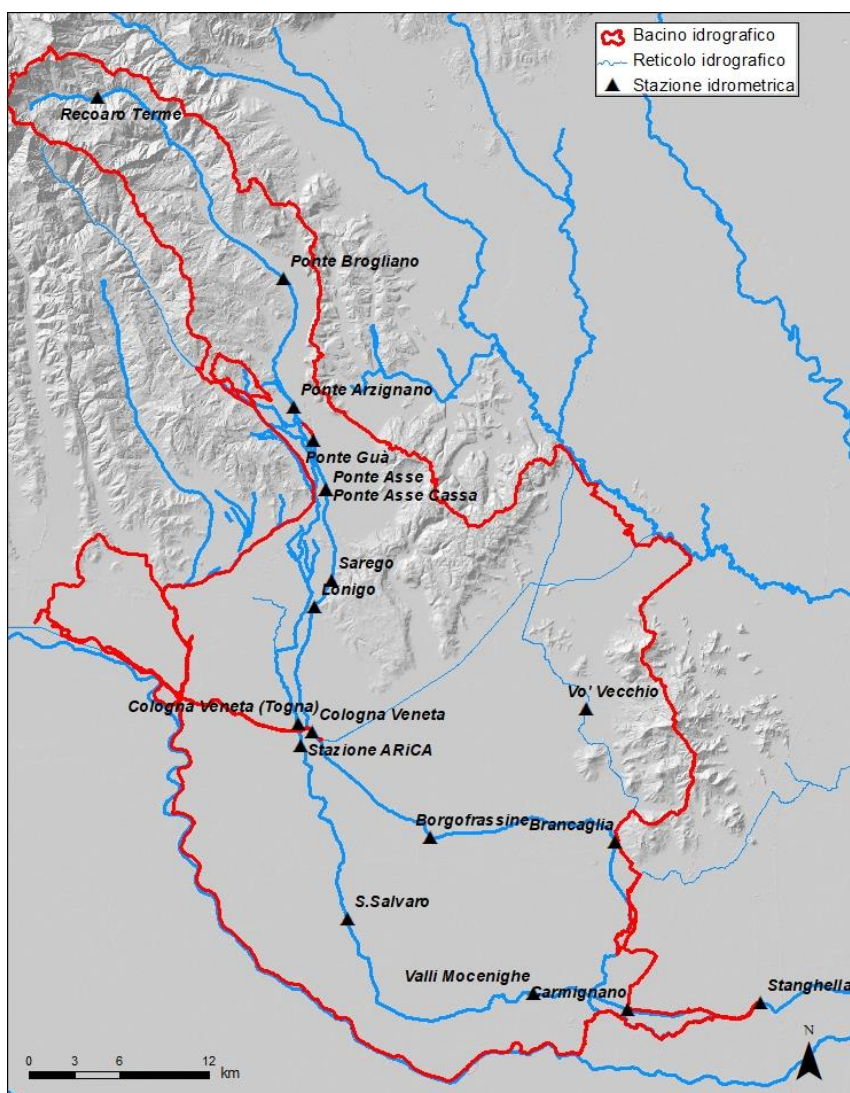 Bacino idrografico
Reticolo idrografico
Stazione idrometrica
Recoaro Terme
Ponte Brogliano
Ponte Arzignano
Ponte Guà
Ponte Asse
Ponte Asse Cassa
Sarego
Lonigo
Vo' Vecchio
Cologna Veneta (Togna)
Cologna Veneta
Stazione ARiCA
Borgofrassine
Brancaglia
S.Salvaro
Valli Mocenighe
Carmignano
Stanghella
N
0 3 6 12
km